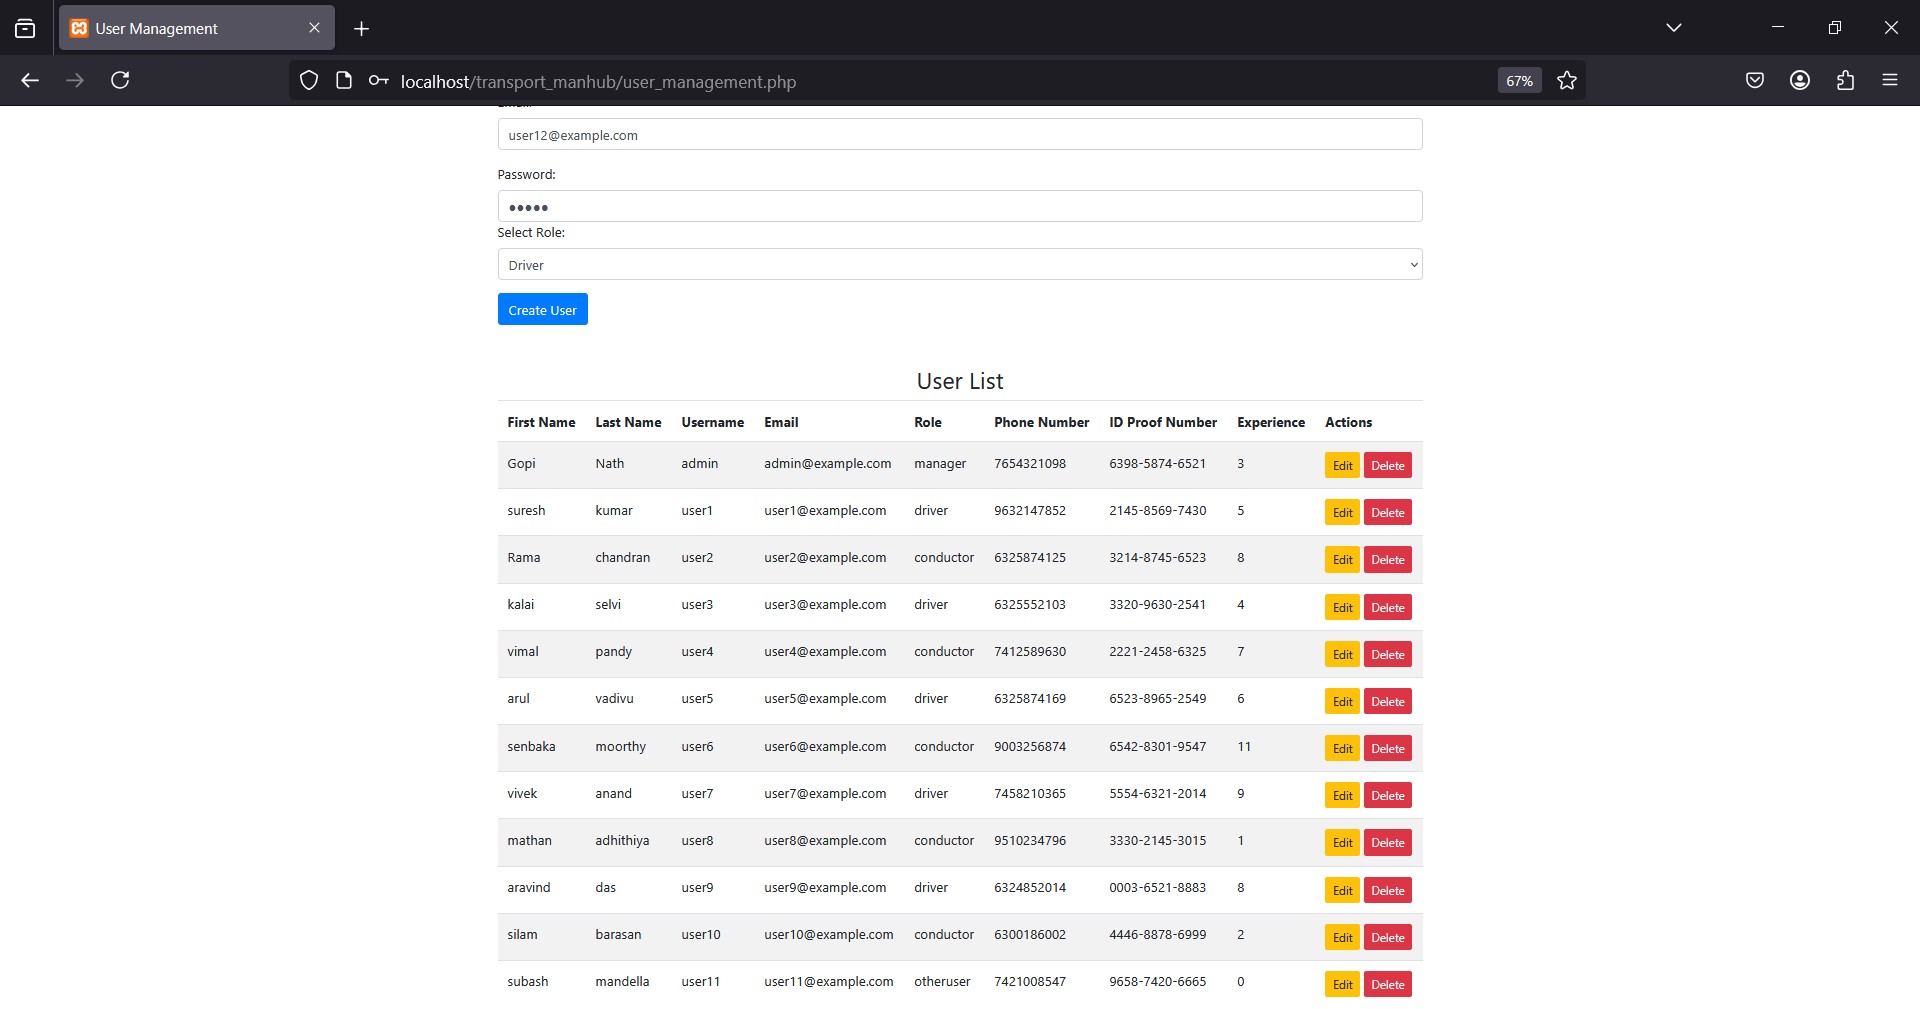 User Management
localhost/transport_manhub/user_management.php
67%
user12@example.com
Password:
●●●●●
Select Role:
Driver
Create User
User List
First Name Last Name Username Email Role Phone Number ID Proof Number Experience Actions
Gopi Nath admin admin@example.com manager 7654321098 6398-5874-6521 3 Edit Delete
suresh kumar user1 user1@example.com driver 9632147852 2145-8569-7430 5 Edit Delete
Rama chandran user2 user2@example.com conductor 6325874125 3214-8745-6523 8 Edit Delete
kalai selvi user3 user3@example.com driver 6325552103 3320-9630-2541 4 Edit Delete
vimal pandy user4 user4@example.com conductor 7412589630 2221-2458-6325 7 Edit Delete
arul vadivu user5 user5@example.com driver 6325874169 6523-8965-2549 6 Edit Delete
senbaka moorthy user6 user6@example.com conductor 9003256874 6542-8301-9547 11 Edit Delete
vivek anand user7 user7@example.com driver 7458210365 5554-6321-2014 9 Edit Delete
mathan adhithiya user8 user8@example.com conductor 9510234796 3330-2145-3015 1 Edit Delete
aravind das user9 user9@example.com driver 6324852014 0003-6521-8883 8 Edit Delete
silam barasan user10 user10@example.com conductor 6300186002 4446-8878-6999 2 Edit Delete
subash mandella user11 user11@example.com otheruser 7421008547 9658-7420-6665 0 Edit Delete